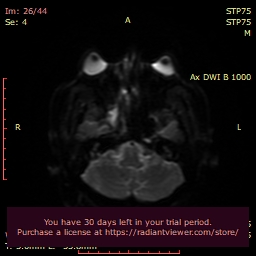 Im: 26/44
Se: 4
A
STP75
STP75
M
Ax DWI B 1000
R
L
You have 30 days left in your trial period.
Purchase a license at https://radiantviewer.com/store/